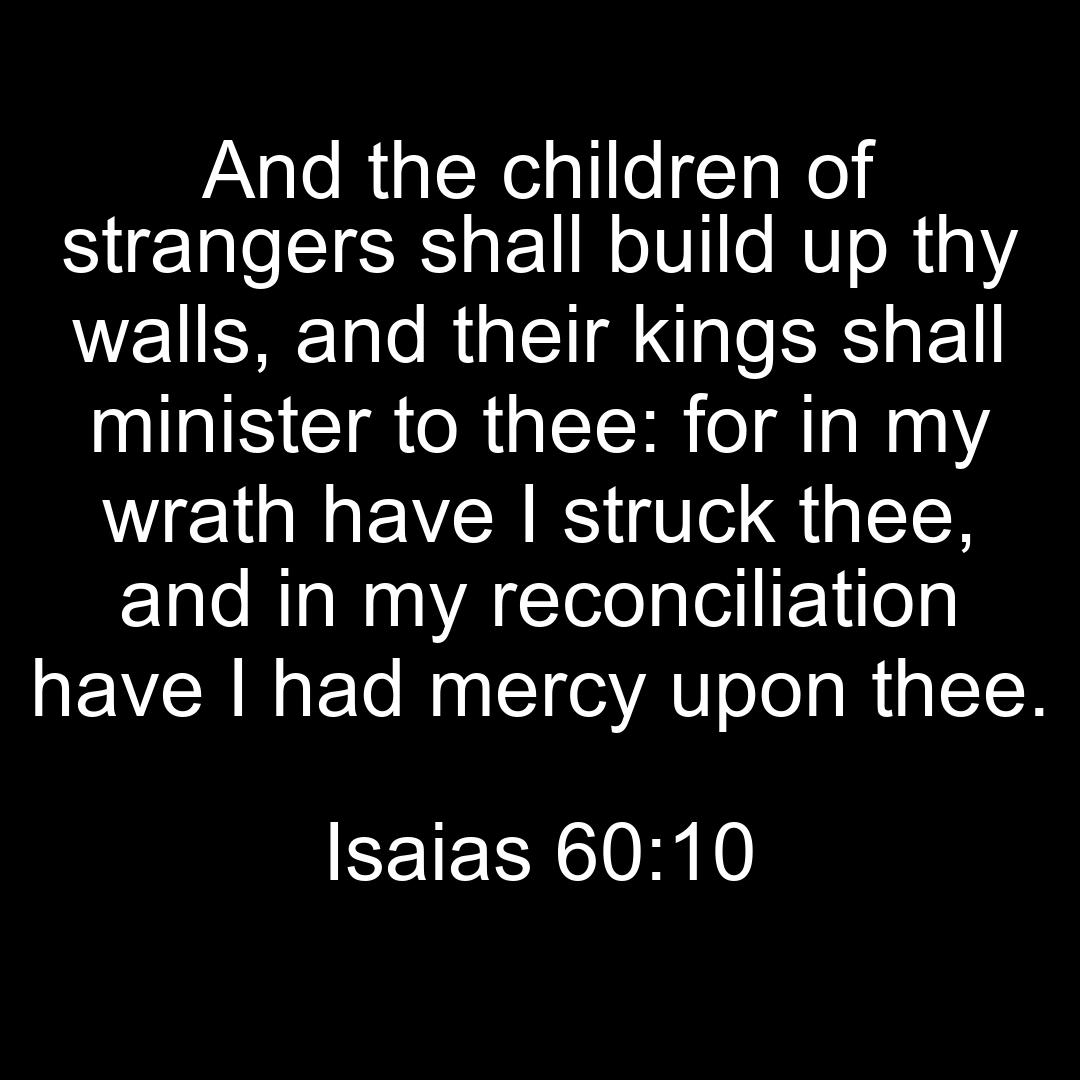 And the children of
strangers shall build up thy
walls, and their kings shall
minister to thee: for in my
wrath have I struck thee,
and in my reconciliation
have I had mercy upon thee.
Isaias 60:10